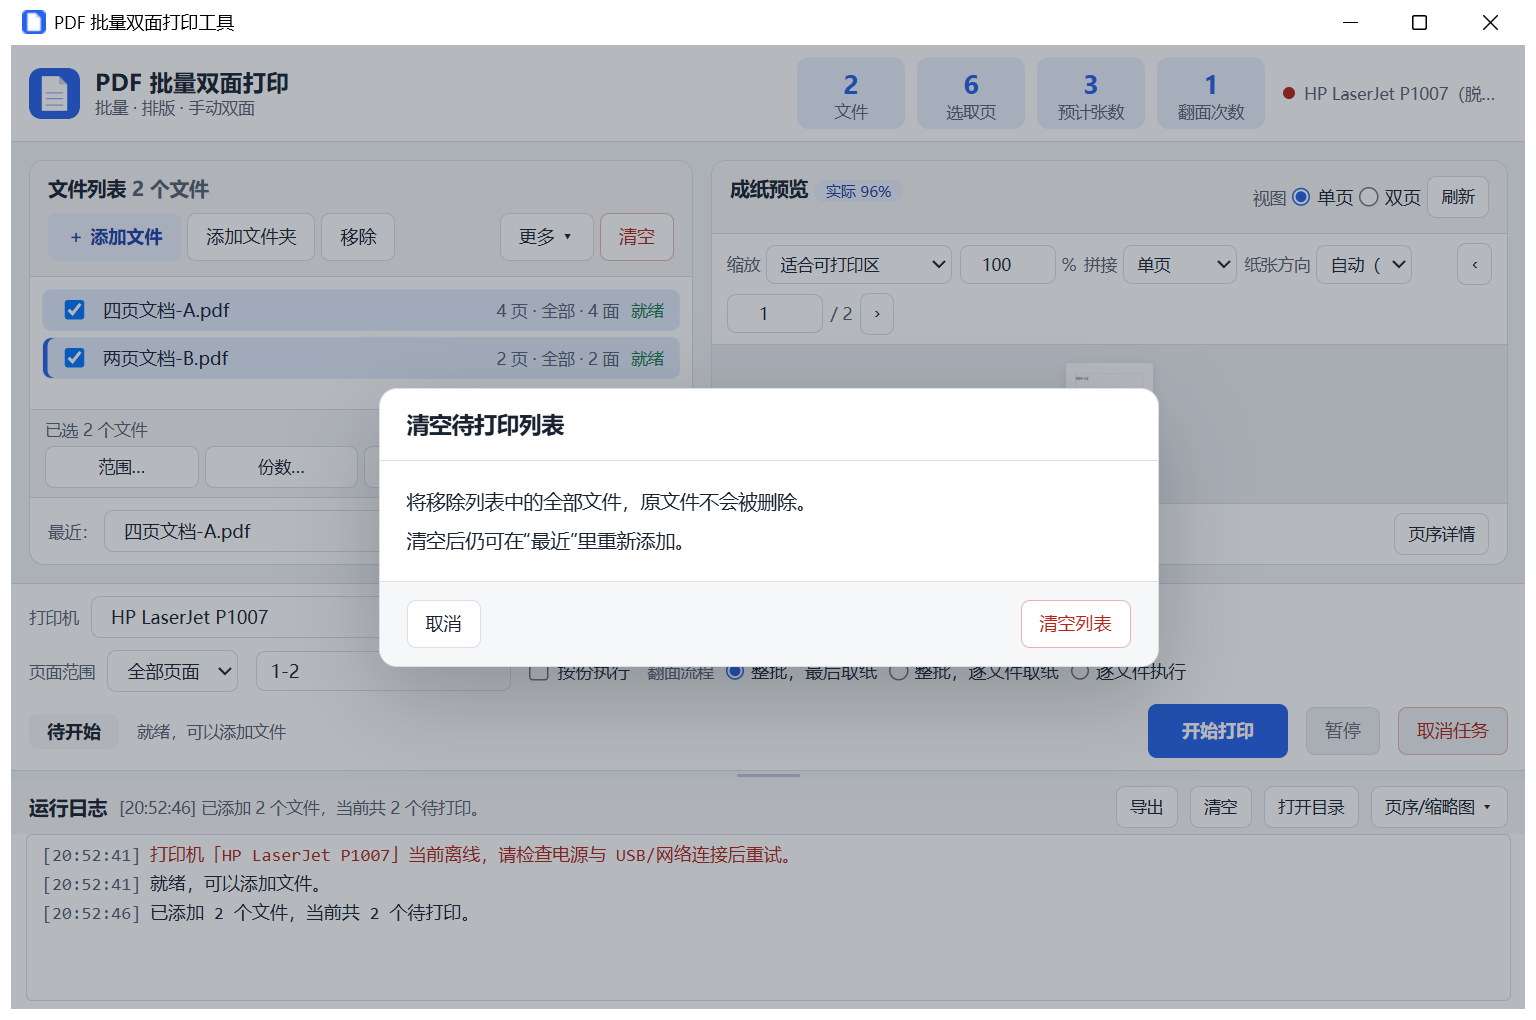 PDF 批量双面打印工具
PDF 批量双面打印
批量 · 排版 · 手动双面
2 文件
6 选取页
3 预计张数
1 翻面次数
HP LaserJet P1007（脱...
文件列表 2 个文件
+ 添加文件 添加文件夹 移除 更多 ▾ 清空
四页文档-A.pdf 4 页 · 全部 · 4 面 就绪
两页文档-B.pdf 2 页 · 全部 · 2 面 就绪
已选 2 个文件
范围... 份数...
最近: 四页文档-A.pdf
成纸预览 实际 96%
视图 单页 双页 刷新
缩放 适合可打印区 100 % 拼接 单页 纸张方向 自动（ ‹
1 / 2 ›
页序详情
清空待打印列表
将移除列表中的全部文件，原文件不会被删除。
清空后仍可在“最近”里重新添加。
取消 清空列表
打印机 HP LaserJet P1007
页面范围 全部页面 1-2 按份执行 翻面流程 整批，最后取纸 整批，逐文件取纸 逐文件执行
待开始 就绪，可以添加文件
开始打印 暂停 取消任务
运行日志 [20:52:46] 已添加 2 个文件，当前共 2 个待打印。
导出 清空 打开目录 页序/缩略图 ▾
[20:52:41] 打印机「HP LaserJet P1007」当前离线，请检查电源与 USB/网络连接后重试。
[20:52:41] 就绪，可以添加文件。
[20:52:46] 已添加 2 个文件，当前共 2 个待打印。